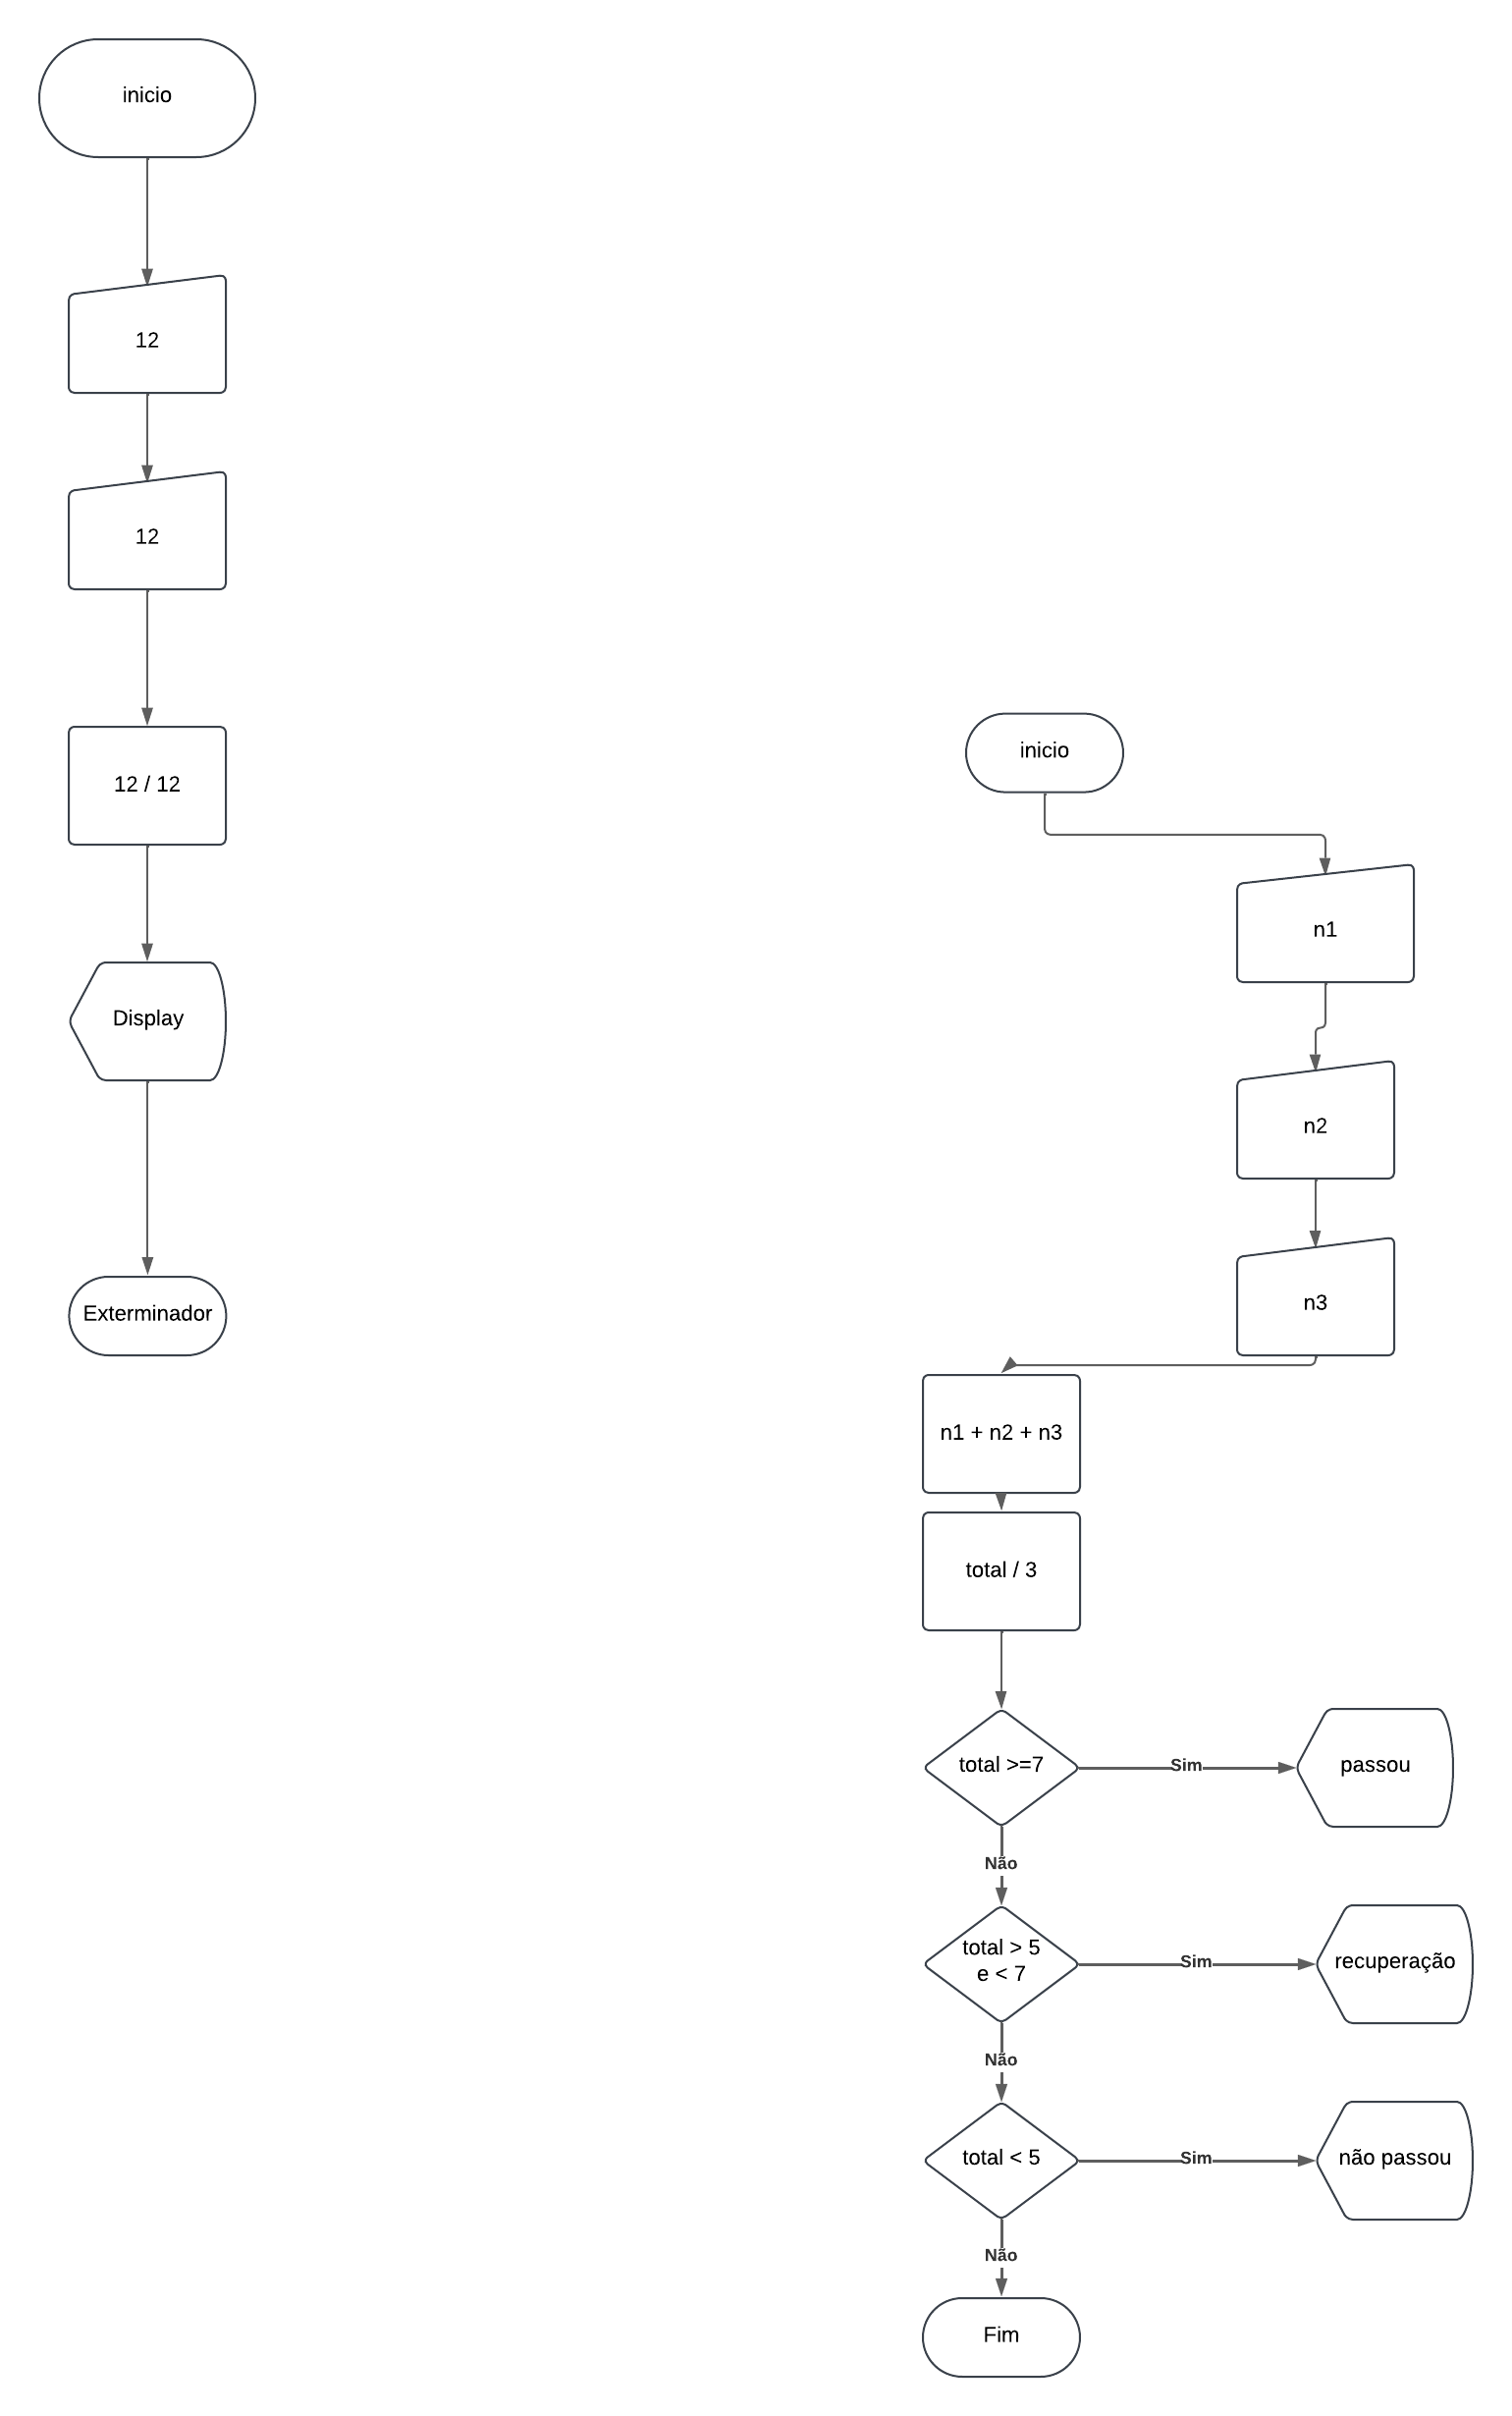 inicio
12
12
12 / 12
Display
Exterminador
inicio
n1
n2
n3
n1 + n2 + n3
total / 3
total >=7
Sim
passou
Não
total > 5
e < 7
Sim
recuperação
Não
total < 5
Sim
não passou
Não
Fim